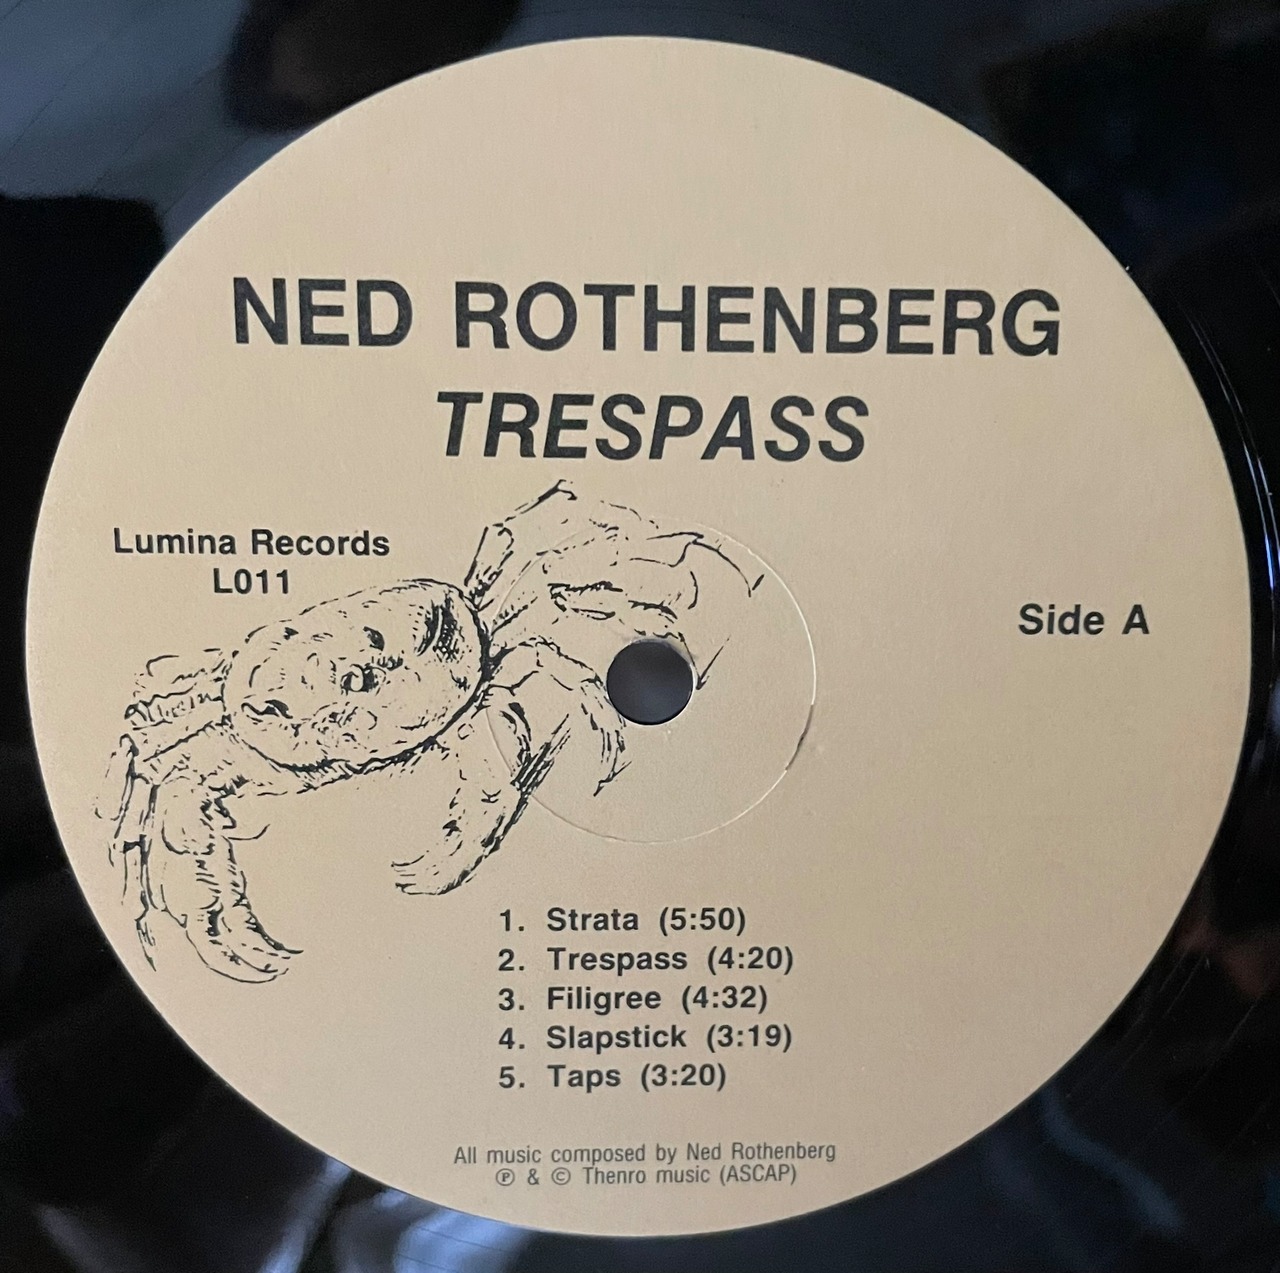 NED ROTHENBERG
TRESPASS
Lumina Records
L011
Side A
1. Strata (5:50)
2. Trespass (4:20)
3. Filigree (4:32)
4. Slapstick (3:19)
5. Taps (3:20)
All music composed by Ned Rothenberg
℗ & © Thenro music (ASCAP)